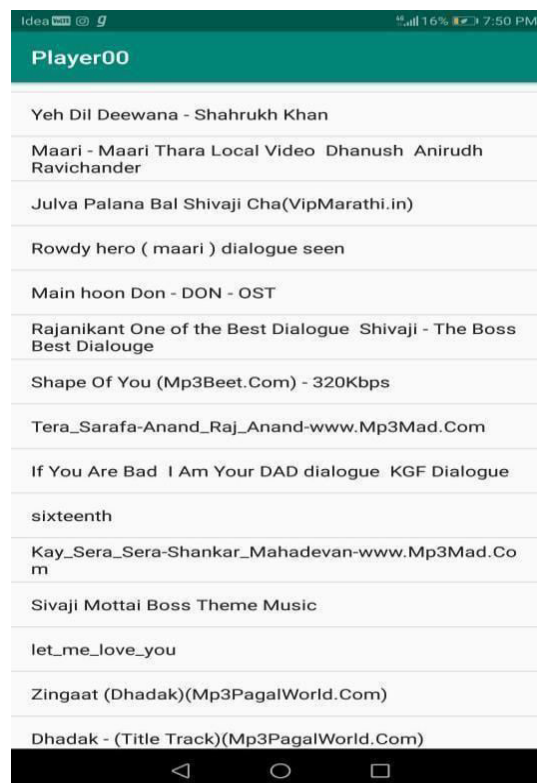 Idea VoLTE g 4G 16% 7:50 PM
Player00
Yeh Dil Deewana - Shahrukh Khan
Maari - Maari Thara Local Video  Dhanush  Anirudh
Ravichander
Julva Palana Bal Shivaji Cha(VipMarathi.in)
Rowdy hero ( maari ) dialogue seen
Main hoon Don - DON - OST
Rajanikant One of the Best Dialogue  Shivaji - The Boss
Best Dialouge
Shape Of You (Mp3Beet.Com) - 320Kbps
Tera_Sarafa-Anand_Raj_Anand-www.Mp3Mad.Com
If You Are Bad  I Am Your DAD dialogue  KGF Dialogue
sixteenth
Kay_Sera_Sera-Shankar_Mahadevan-www.Mp3Mad.Co
m
Sivaji Mottai Boss Theme Music
let_me_love_you
Zingaat (Dhadak)(Mp3PagalWorld.Com)
Dhadak - (Title Track)(Mp3PagalWorld.Com)